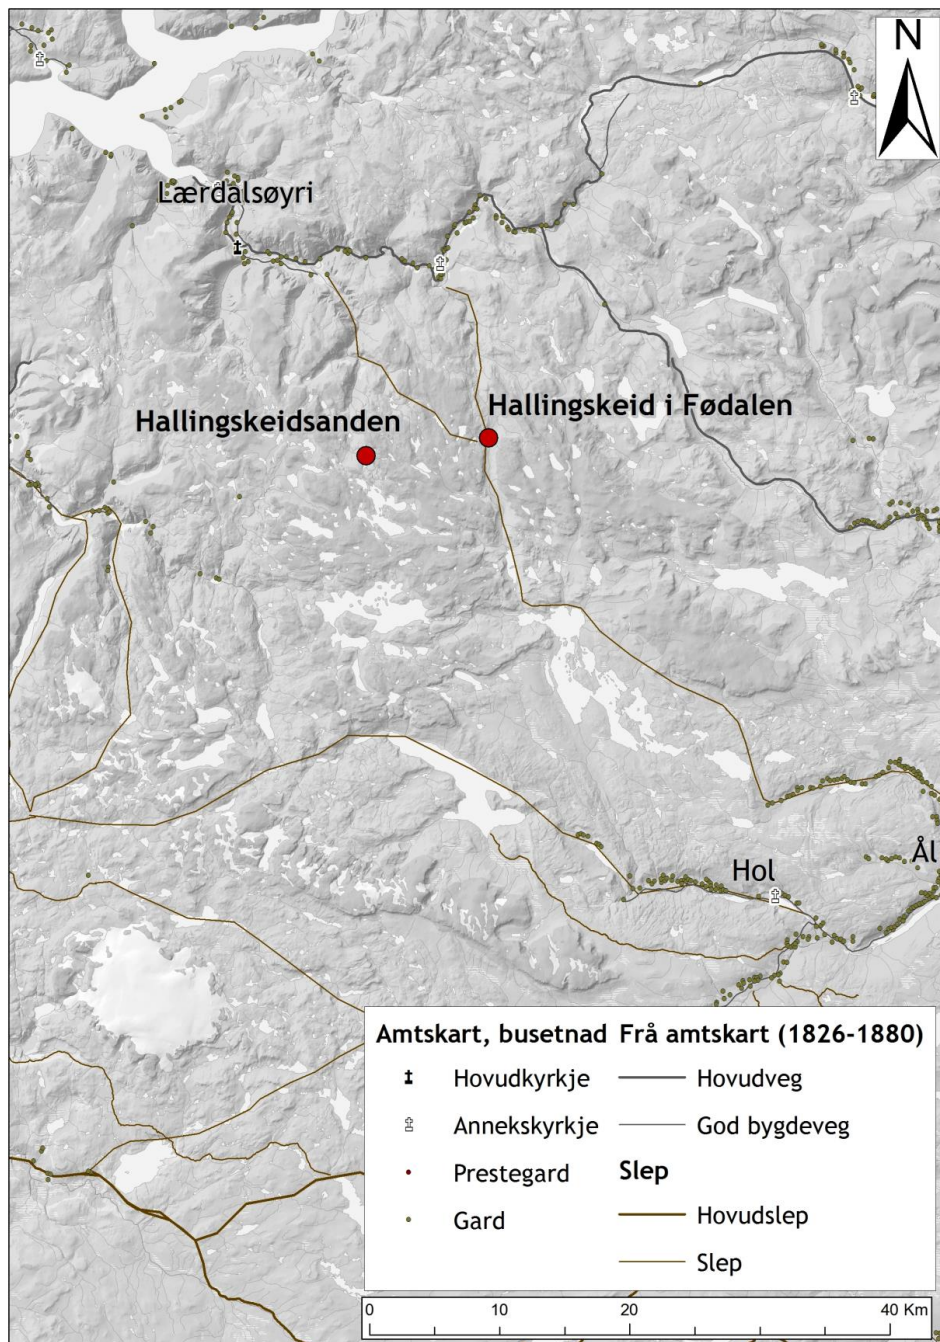 N
Lærdalsøyri
Hallingskeid i Fødalen
Hallingskeidsanden
Ål
Hol
Amtskart, busetnad
Hovudkyrkje
Annekskyrkje
Prestegard
Gard
Frå amtskart (1826-1880)
Hovudveg
God bygdeveg
Slep
Hovudslep
Slep
0 10 20 40 Km